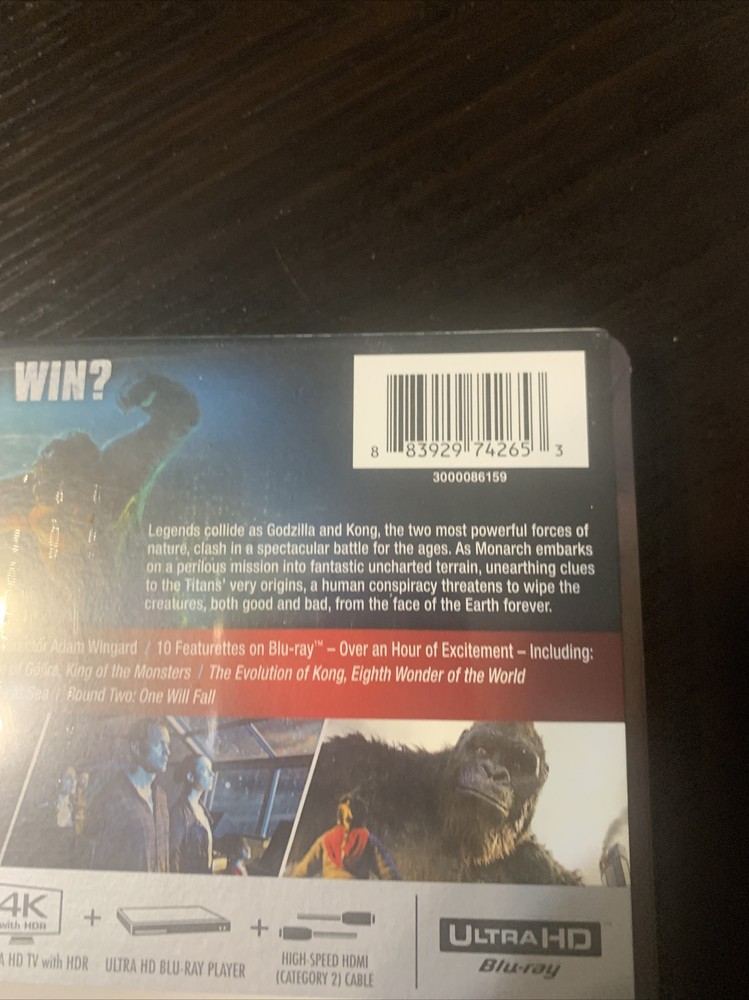 WIN?
8 83929 74265 3
3000086159
Legends collide as Godzilla and Kong, the two most powerful forces of
nature, clash in a spectacular battle for the ages. As Monarch embarks
on a perilous mission into fantastic uncharted terrain, unearthing clues
to the Titans' very origins, a human conspiracy threatens to wipe the
creatures, both good and bad, from the face of the Earth forever.
Adam Wingard / 10 Featurettes on Blu-ray™ – Over an Hour of Excitement – Including:
King of the Monsters / The Evolution of Kong, Eighth Wonder of the World
Sea / Round Two: One Will Fall
4K
with HDR
HD TV with HDR
+
ULTRA HD BLU-RAY PLAYER
+
HIGH-SPEED HDMI
(CATEGORY 2) CABLE
ULTRA HD
Blu-ray